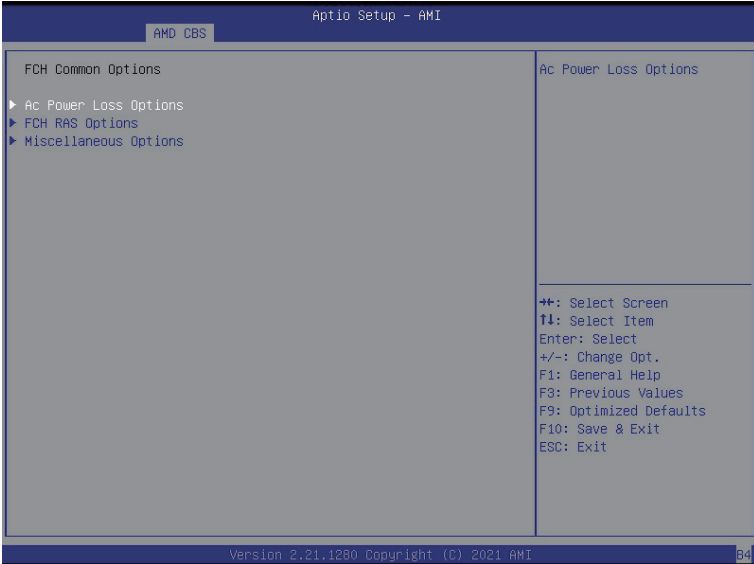 Aptio Setup – AMI
AMD CBS
FCH Common Options
Ac Power Loss Options
FCH RAS Options
Miscellaneous Options
Ac Power Loss Options
→←: Select Screen
↑↓: Select Item
Enter: Select
+/-: Change Opt.
F1: General Help
F3: Previous Values
F9: Optimized Defaults
F10: Save & Exit
ESC: Exit
Version 2.21.1280 Copyright (C) 2021 AMI
B4